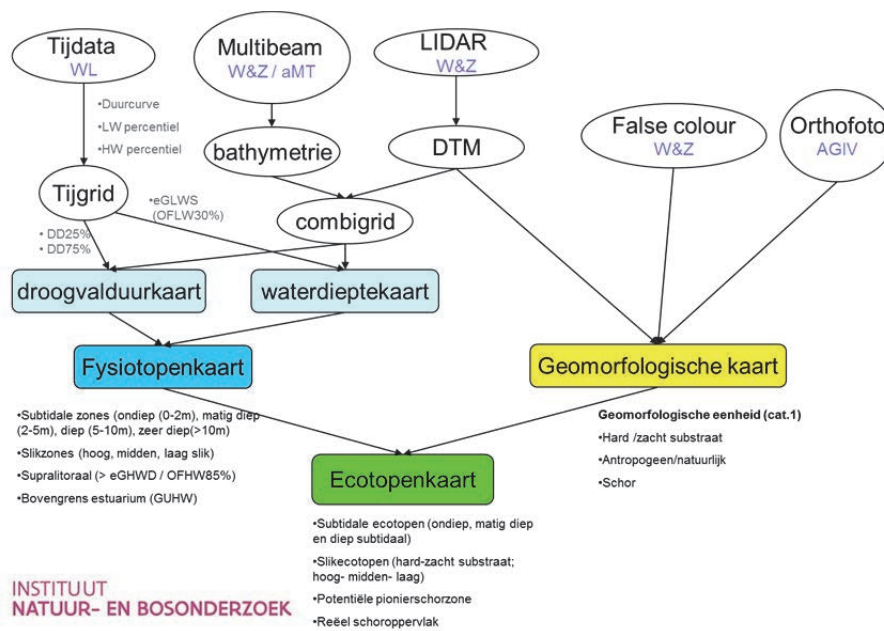 Tijdata
WL
Multibeam
W&Z / aMT
LIDAR
W&Z
False colour
W&Z
Orthofoto
AGIV
•Duurcurve
•LW percentiel
•HW percentiel
bathymetrie
DTM
Tijgrid
•eGLWS
(OFLW30%)
combigrid
• DD25%
• DD75%
droogvalduurkaart
waterdieptekaart
Fysiotopenkaart
Geomorfologische kaart
•Subtidale zones (ondiep (0-2m), matig diep
(2-5m), diep (5-10m), zeer diep(>10m)
•Slikzones (hoog, midden, laag slik)
•Supralitoraal (> eGHWD / OFHW85%)
•Bovengrens estuarium (GUHW)
Geomorfologische eenheid (cat.1)
•Hard /zacht substraat
•Antropogeen/natuurlijk
•Schor
Ecotopenkaart
•Subtidale ecotopen (ondiep, matig diep
en diep subtidaal)
•Slikecotopen (hard-zacht substraat;
hoog- midden- laag)
•Potentiële pionierschorzone
•Reëel schoroppervlak
INSTITUUT
NATUUR- EN BOSONDERZOEK